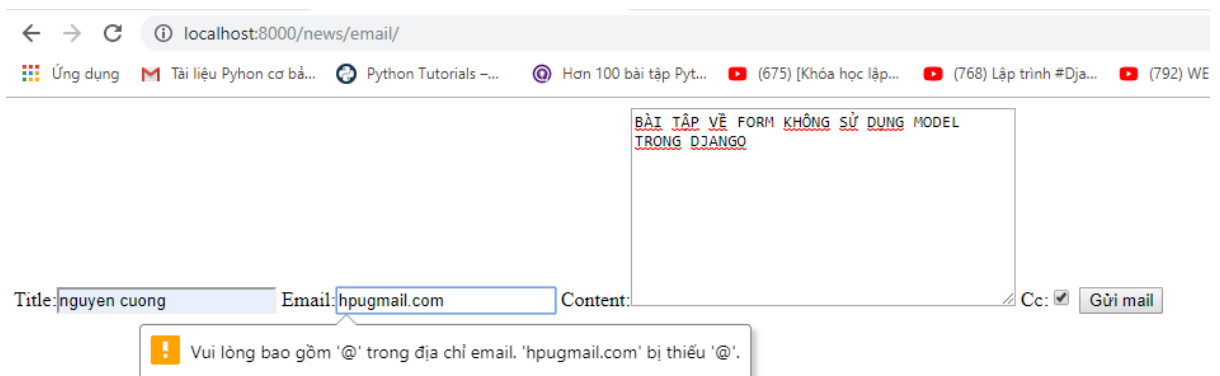 localhost:8000/news/email/
Ứng dụng Tài liệu Pyhon cơ bả... Python Tutorials –... Hơn 100 bài tập Pyt... (675) [Khóa học lập... (768) Lập trình #Dja... (792) WE
BÀI TẬP VỀ FORM KHÔNG SỬ DỤNG MODEL
TRONG DJANGO
Title: nguyen cuong Email: hpugmail.com Content: Cc: Gửi mail
Vui lòng bao gồm '@' trong địa chỉ email. 'hpugmail.com' bị thiếu '@'.